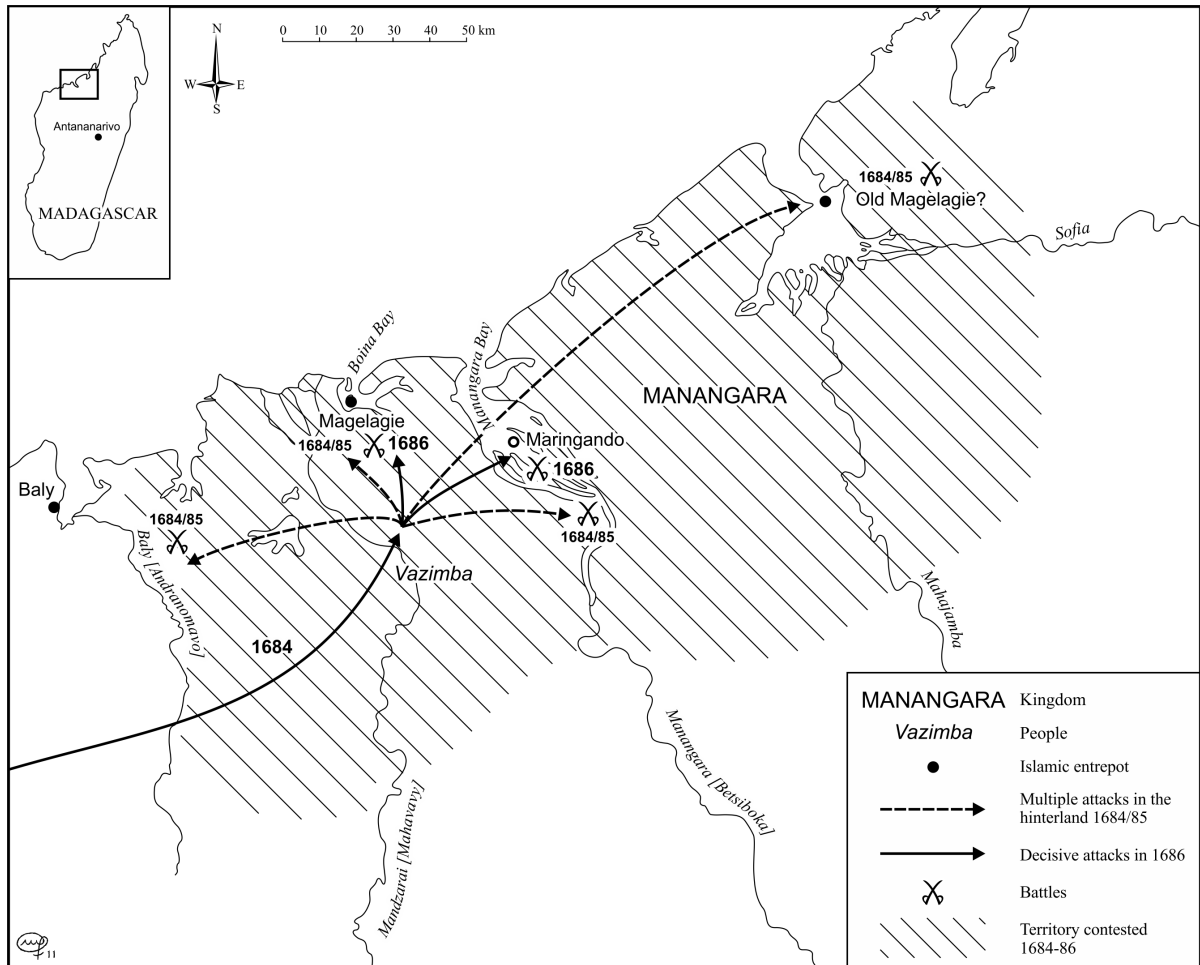 Antananarivo
MADAGASCAR
N
W E
S
0 10 20 30 40 50 km
1684/85
Old Magelagie?
Sofia
Boina Bay
Manangara Bay
MANANGARA
Magelagie
1684/85
1686
Maringando
1686
Baly
1684/85
1684/85
Baly [Andranomavo]
Vazimba
1684
Mahajamba
Mandzarai [Mahavavy]
Manangara [Betsiboka]
MANANGARA Kingdom
Vazimba People
Islamic entrepot
Multiple attacks in the
hinterland 1684/85
Decisive attacks in 1686
Battles
Territory contested
1684-86
11